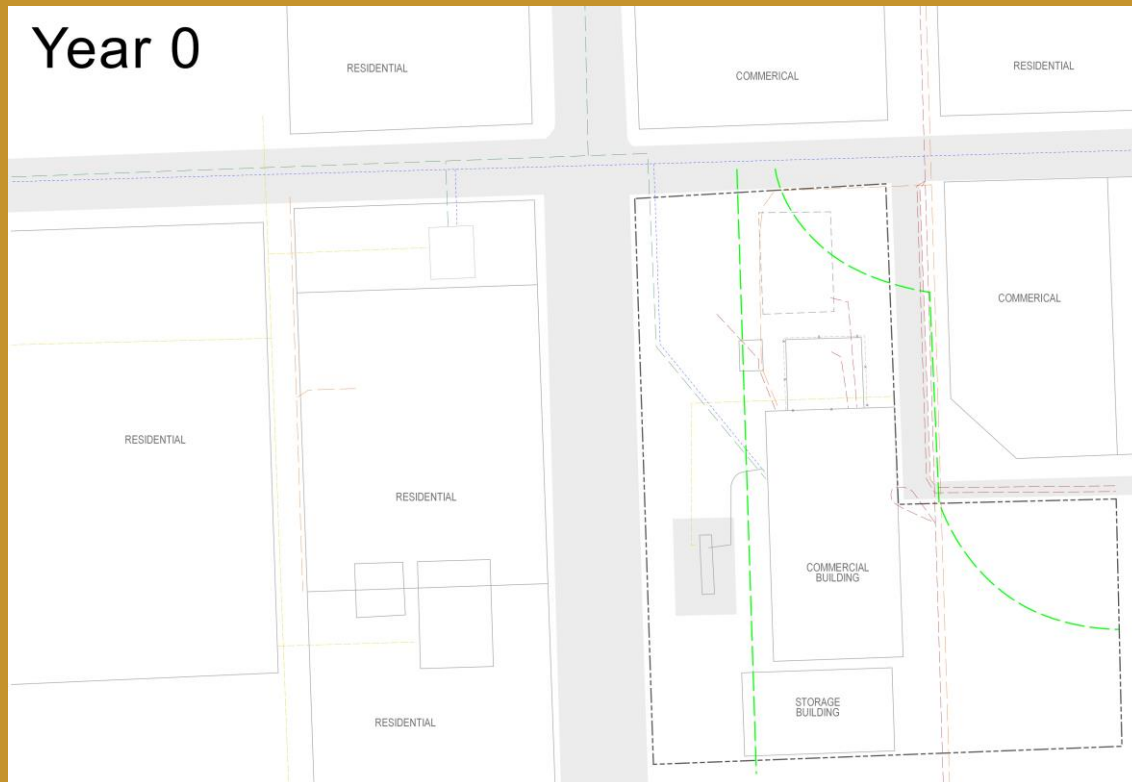 Year 0
RESIDENTIAL
COMMERICAL
RESIDENTIAL
COMMERICAL
RESIDENTIAL
RESIDENTIAL
COMMERCIAL
BUILDING
STORAGE
BUILDING
RESIDENTIAL